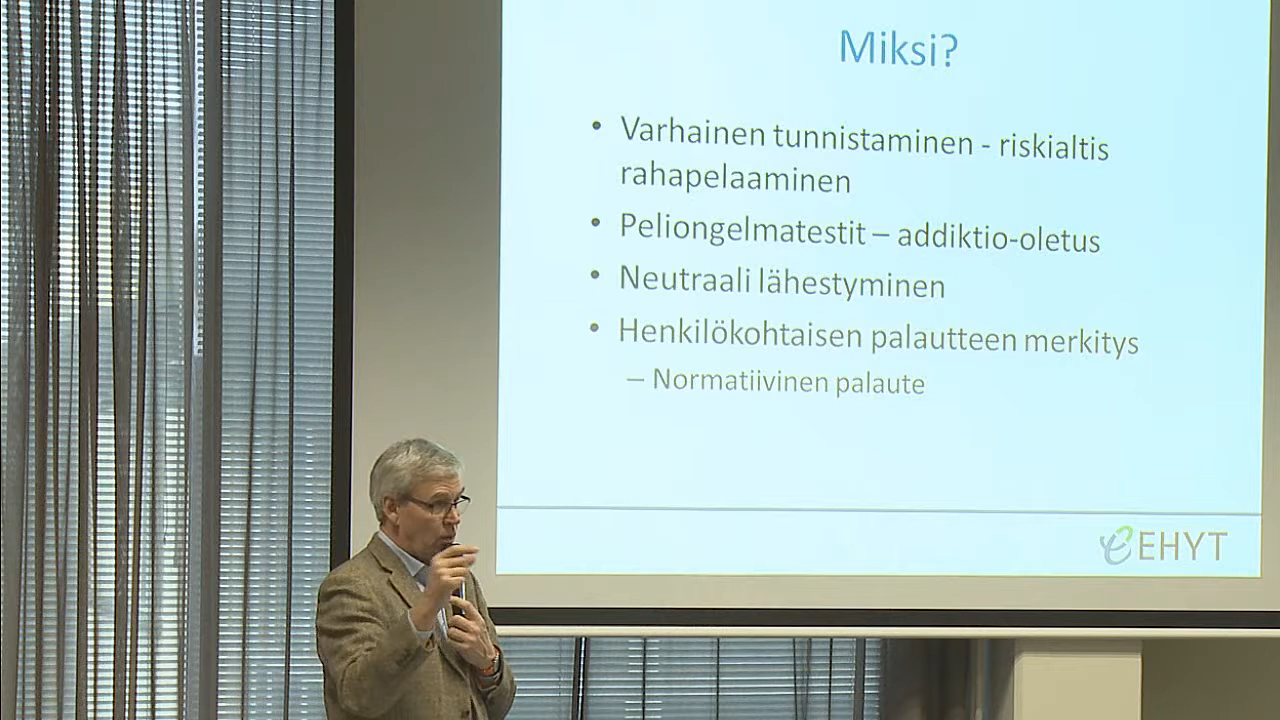 Miksi?
• Varhainen tunnistaminen - riskialtis
rahapelaaminen
• Peliongelmatestit – addiktio-oletus
• Neutraali lähestyminen
• Henkilökohtaisen palautteen merkitys
– Normatiivinen palaute
EHYT